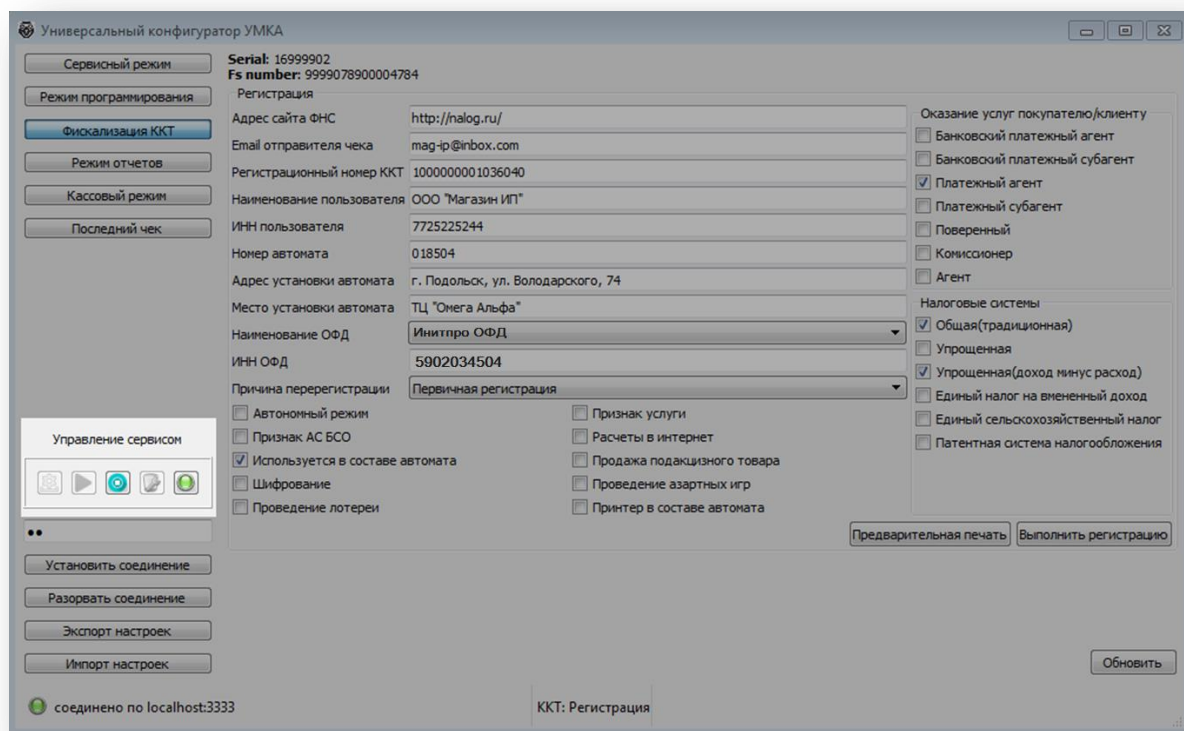 Универсальный конфигуратор УМКА
Сервисный режим
Режим программирования
Фискализация ККТ
Режим отчетов
Кассовый режим
Последний чек
Управление сервисом
Установить соединение
Разорвать соединение
Экспорт настроек
Импорт настроек
Serial: 16999902
Fs number: 9999078900004784
Регистрация
Адрес сайта ФНС http://nalog.ru/
Email отправителя чека mag-ip@inbox.com
Регистрационный номер ККТ 1000000001036040
Наименование пользователя ООО "Магазин ИП"
ИНН пользователя 7725225244
Номер автомата 018504
Адрес установки автомата г. Подольск, ул. Володарского, 74
Место установки автомата ТЦ "Омега Альфа"
Наименование ОФД Инитпро ОФД
ИНН ОФД 5902034504
Причина перерегистрации Первичная регистрация
Автономный режим Признак услуги
Признак АС БСО Расчеты в интернет
Используется в составе автомата Продажа подакцизного товара
Шифрование Проведение азартных игр
Проведение лотереи Принтер в составе автомата
Оказание услуг покупателю/клиенту
Банковский платежный агент
Банковский платежный субагент
Платежный агент
Платежный субагент
Поверенный
Комиссионер
Агент
Налоговые системы
Общая(традиционная)
Упрощенная
Упрощенная(доход минус расход)
Единый налог на вмененный доход
Единый сельскохозяйственный налог
Патентная система налогообложения
Предварительная печать Выполнить регистрацию
Обновить
соединено по localhost:3333 ККТ: Регистрация